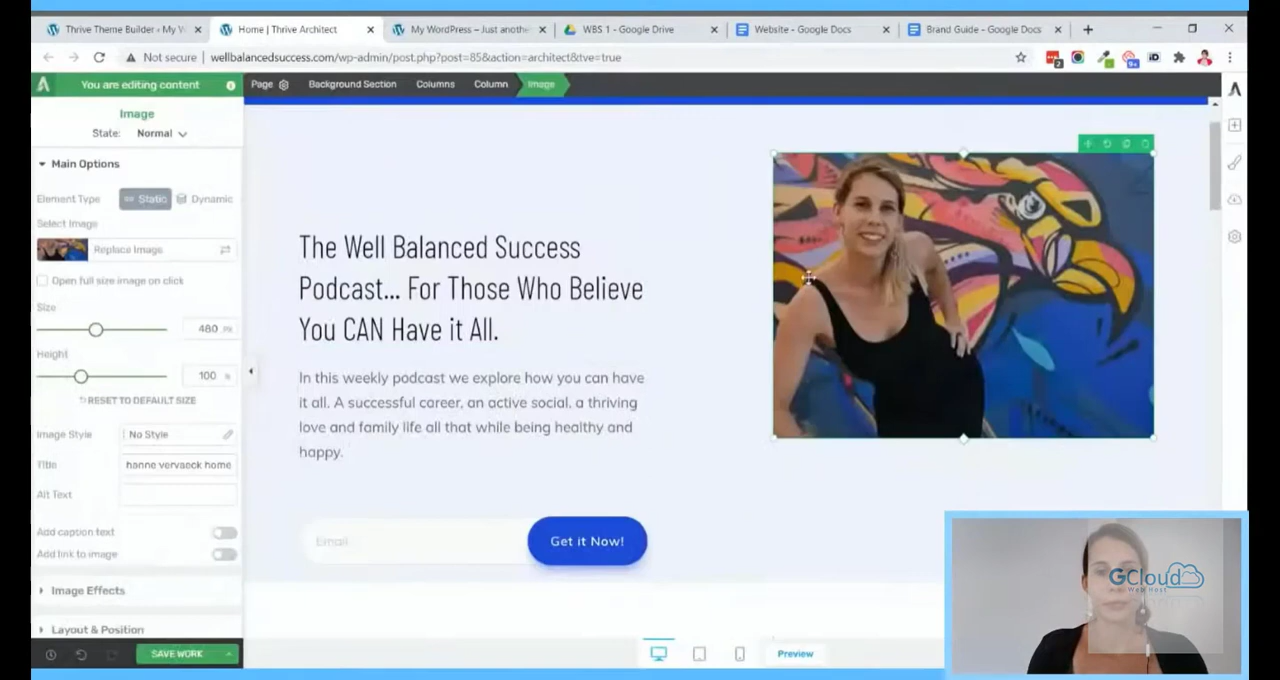 Thrive Theme Builder › My W
Home | Thrive Architect
My WordPress – Just anothe
WBS 1 - Google Drive
Website - Google Docs
Brand Guide - Google Docs
Not secure | wellbalancedsuccess.com/wp-admin/post.php?post=85&action=architect&tve=true
You are editing content
Page
Background Section
Columns
Column
Image
Image
State: Normal
Main Options
Element Type Static Dynamic
Select Image
Replace Image
Open full size image on click
Size
480 PX
Height
100 %
RESET TO DEFAULT SIZE
Image Style No Style
Title hanne vervaeck home
Alt Text
Add caption text
Add link to image
Image Effects
Layout & Position
SAVE WORK
The Well Balanced Success
Podcast... For Those Who Believe
You CAN Have it All.
In this weekly podcast we explore how you can have
it all. A successful career, an active social, a thriving
love and family life all that while being healthy and
happy.
Email
Get it Now!
Preview
GCloud
Web Host